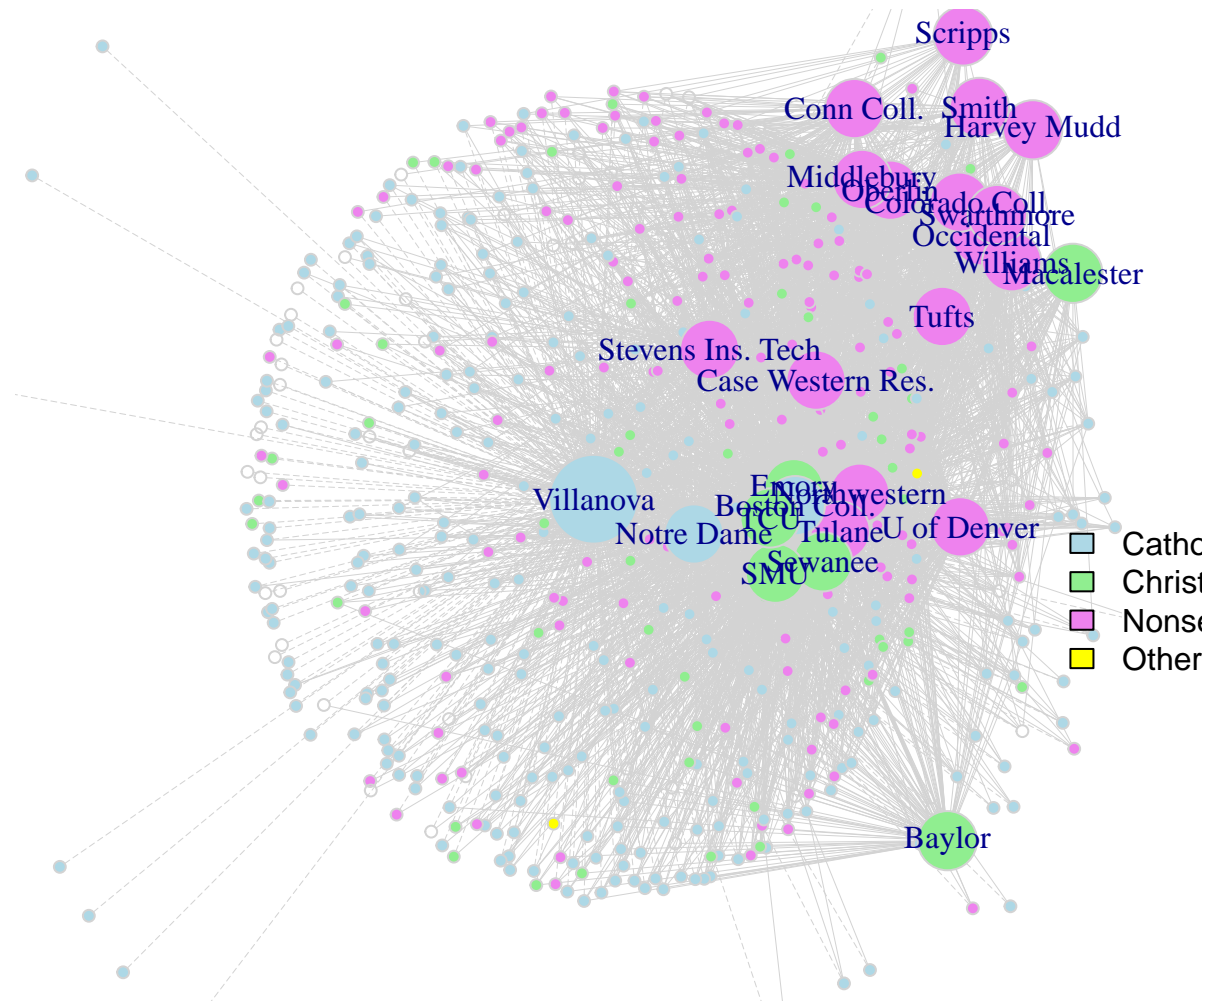 Scripps
Conn Coll.
Smith
Harvey Mudd
Middlebury
Oberlin
Colorado Coll.
Swarthmore
Occidental
Williams
Macalester
Tufts
Stevens Ins. Tech
Case Western Res.
Emory
Northwestern
Villanova
Boston Coll.
TCU
Notre Dame
Tulane
U of Denver
Sewanee
SMU
Catho
Christ
Nonse
Other
Baylor